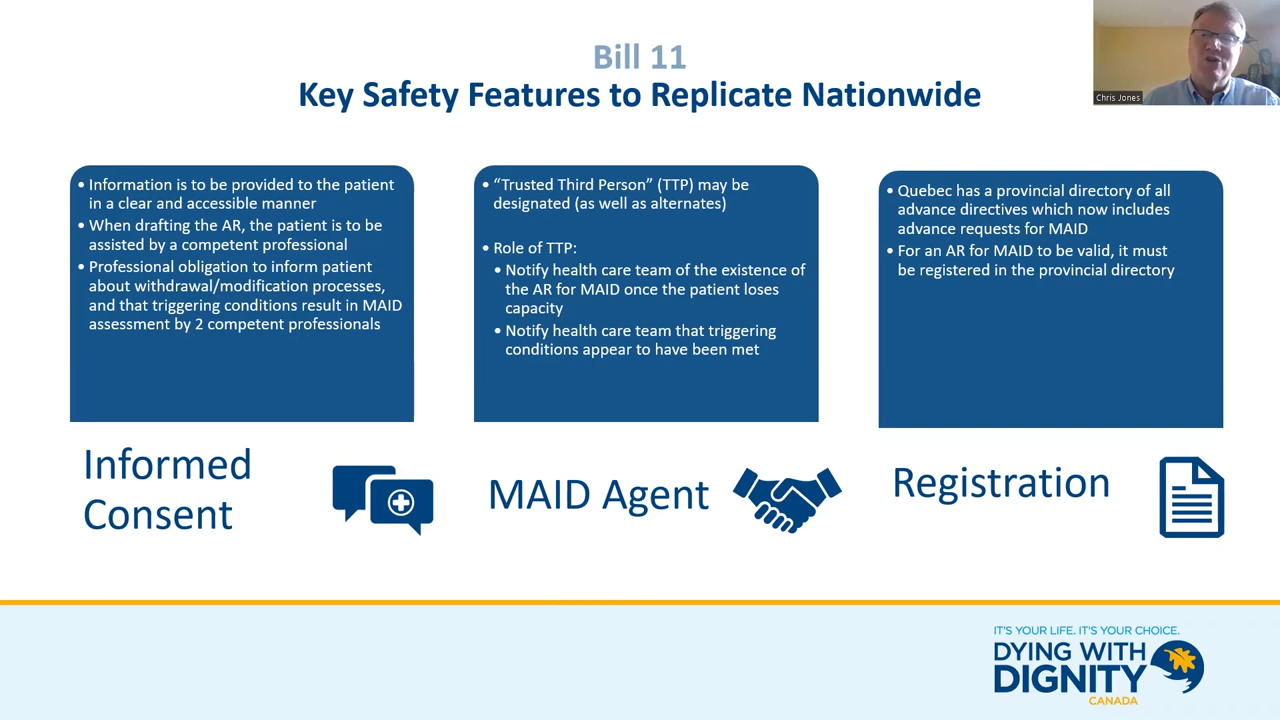 Bill 11
Key Safety Features to Replicate Nationwide
Chris Jones
• Information is to be provided to the patient
in a clear and accessible manner
• When drafting the AR, the patient is to be
assisted by a competent professional
• Professional obligation to inform patient
about withdrawal/modification processes,
and that triggering conditions result in MAID
assessment by 2 competent professionals
Informed
Consent
• “Trusted Third Person” (TTP) may be
designated (as well as alternates)
• Role of TTP:
• Notify health care team of the existence of
the AR for MAID once the patient loses
capacity
• Notify health care team that triggering
conditions appear to have been met
MAID Agent
• Quebec has a provincial directory of all
advance directives which now includes
advance requests for MAID
• For an AR for MAID to be valid, it must
be registered in the provincial directory
Registration
IT'S YOUR LIFE. IT'S YOUR CHOICE.
DYING WITH
DIGNITY
CANADA